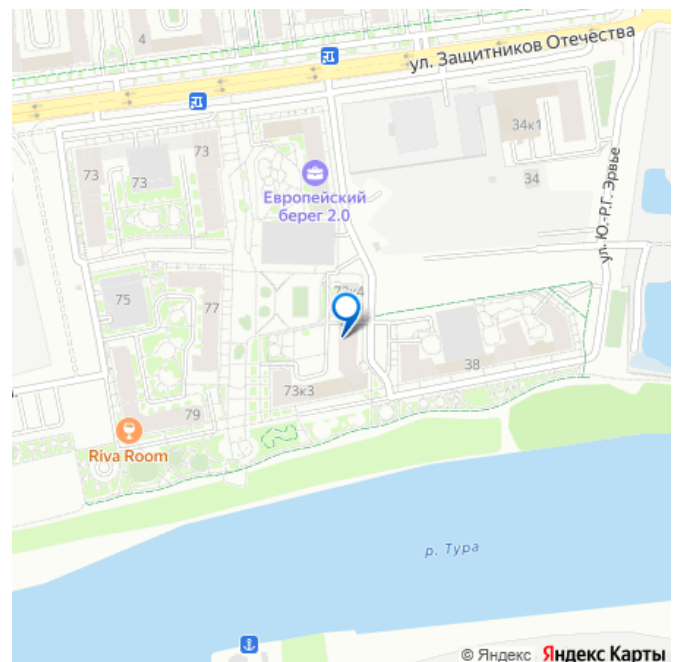 4
ул. Защитников Отечества
34к1
73
73
73
Европейский
берег 2.0
34
ул. Ю.-Р.Г. Эрвье
73к4
75
77
38
73к3
79
Riva Room
р. Тура
© Яндекс Яндекс Карты